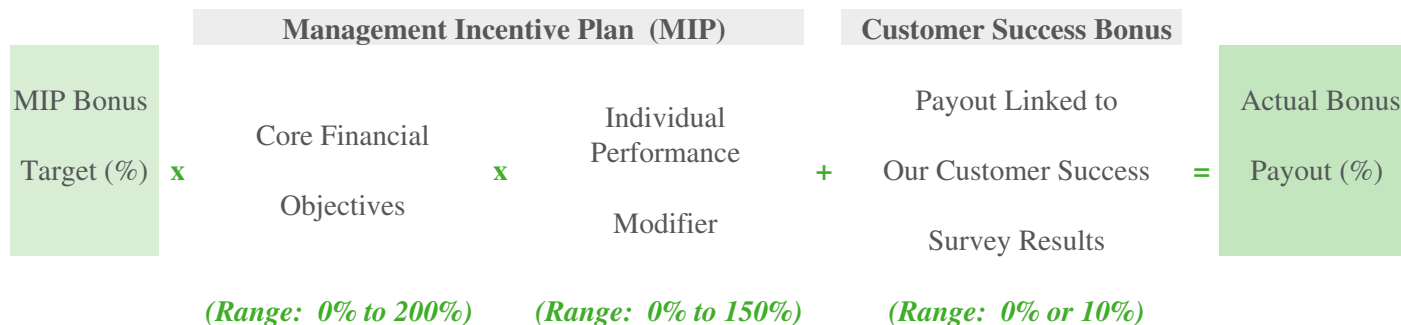 Management Incentive Plan (MIP)
Customer Success Bonus
MIP Bonus
Target (%)
x
Core Financial
Objectives
x
Individual
Performance
Modifier
+
Payout Linked to
Our Customer Success
Survey Results
=
Actual Bonus
Payout (%)
(Range: 0% to 200%)
(Range: 0% to 150%)
(Range: 0% or 10%)